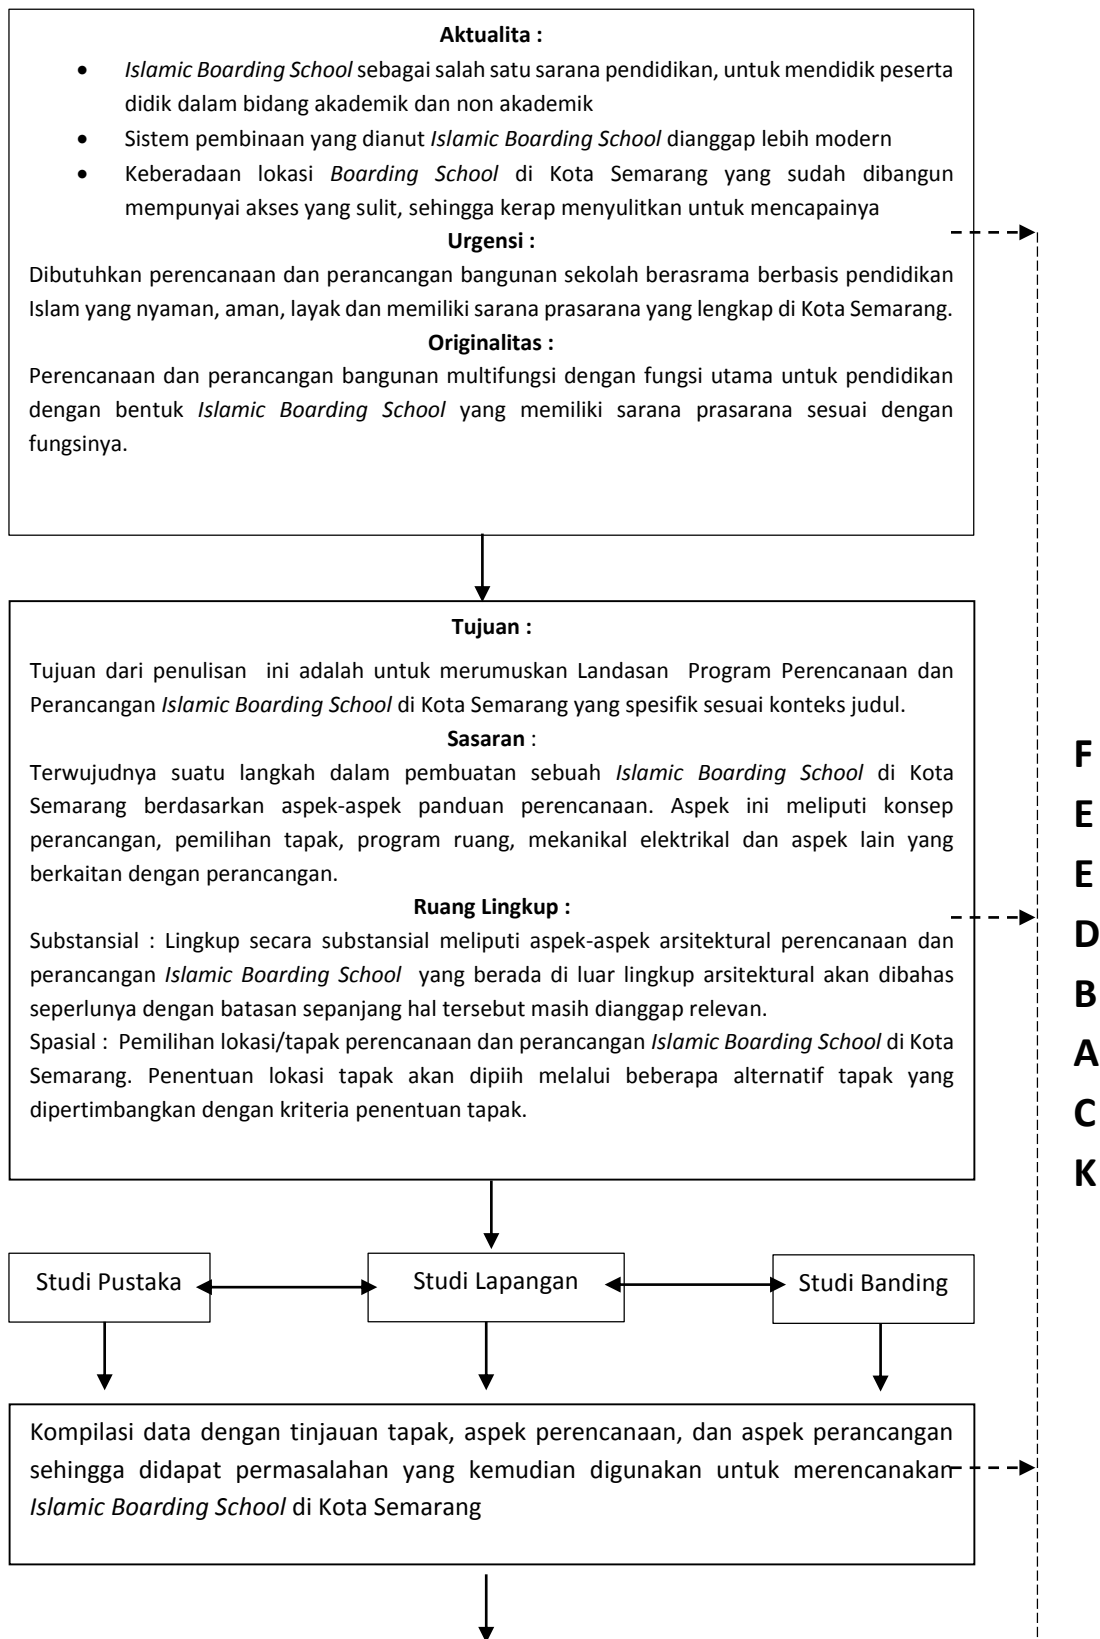 Aktualita :
• Islamic Boarding School sebagai salah satu sarana pendidikan, untuk mendidik peserta
didik dalam bidang akademik dan non akademik
• Sistem pembinaan yang dianut Islamic Boarding School dianggap lebih modern
• Keberadaan lokasi Boarding School di Kota Semarang yang sudah dibangun
mempunyai akses yang sulit, sehingga kerap menyulitkan untuk mencapainya
Urgensi :
Dibutuhkan perencanaan dan perancangan bangunan sekolah berasrama berbasis pendidikan
Islam yang nyaman, aman, layak dan memiliki sarana prasarana yang lengkap di Kota Semarang.
Originalitas :
Perencanaan dan perancangan bangunan multifungsi dengan fungsi utama untuk pendidikan
dengan bentuk Islamic Boarding School yang memiliki sarana prasarana sesuai dengan
fungsinya.
Tujuan :
Tujuan dari penulisan ini adalah untuk merumuskan Landasan Program Perencanaan dan
Perancangan Islamic Boarding School di Kota Semarang yang spesifik sesuai konteks judul.
Sasaran :
Terwujudnya suatu langkah dalam pembuatan sebuah Islamic Boarding School di Kota
Semarang berdasarkan aspek-aspek panduan perencanaan. Aspek ini meliputi konsep
perancangan, pemilihan tapak, program ruang, mekanikal elektrikal dan aspek lain yang
berkaitan dengan perancangan.
Ruang Lingkup :
Substansial : Lingkup secara substansial meliputi aspek-aspek arsitektural perencanaan dan
perancangan Islamic Boarding School yang berada di luar lingkup arsitektural akan dibahas
seperlunya dengan batasan sepanjang hal tersebut masih dianggap relevan.
Spasial : Pemilihan lokasi/tapak perencanaan dan perancangan Islamic Boarding School di Kota
Semarang. Penentuan lokasi tapak akan dipiih melalui beberapa alternatif tapak yang
dipertimbangkan dengan kriteria penentuan tapak.
Studi Pustaka
Studi Lapangan
Studi Banding
Kompilasi data dengan tinjauan tapak, aspek perencanaan, dan aspek perancangan
sehingga didapat permasalahan yang kemudian digunakan untuk merencanakan
Islamic Boarding School di Kota Semarang
F
E
E
D
B
A
C
K